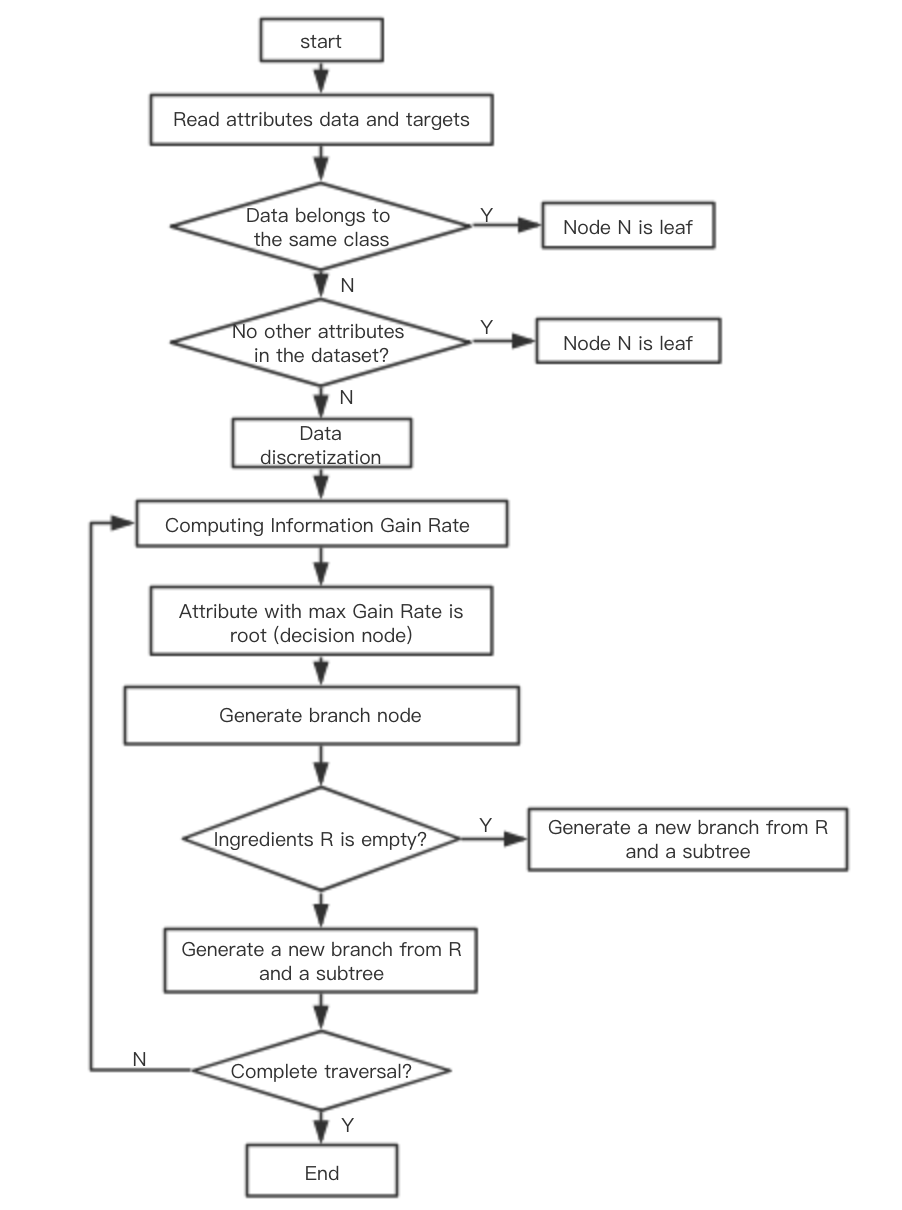 start
Read attributes data and targets
Data belongs to
the same class
Y
Node N is leaf
N
No other attributes
in the dataset?
Y
Node N is leaf
N
Data
discretization
Computing Information Gain Rate
Attribute with max Gain Rate is
root (decision node)
Generate branch node
Ingredients R is empty?
Y
Generate a new branch from R
and a subtree
Generate a new branch from R
and a subtree
N
Complete traversal?
Y
End